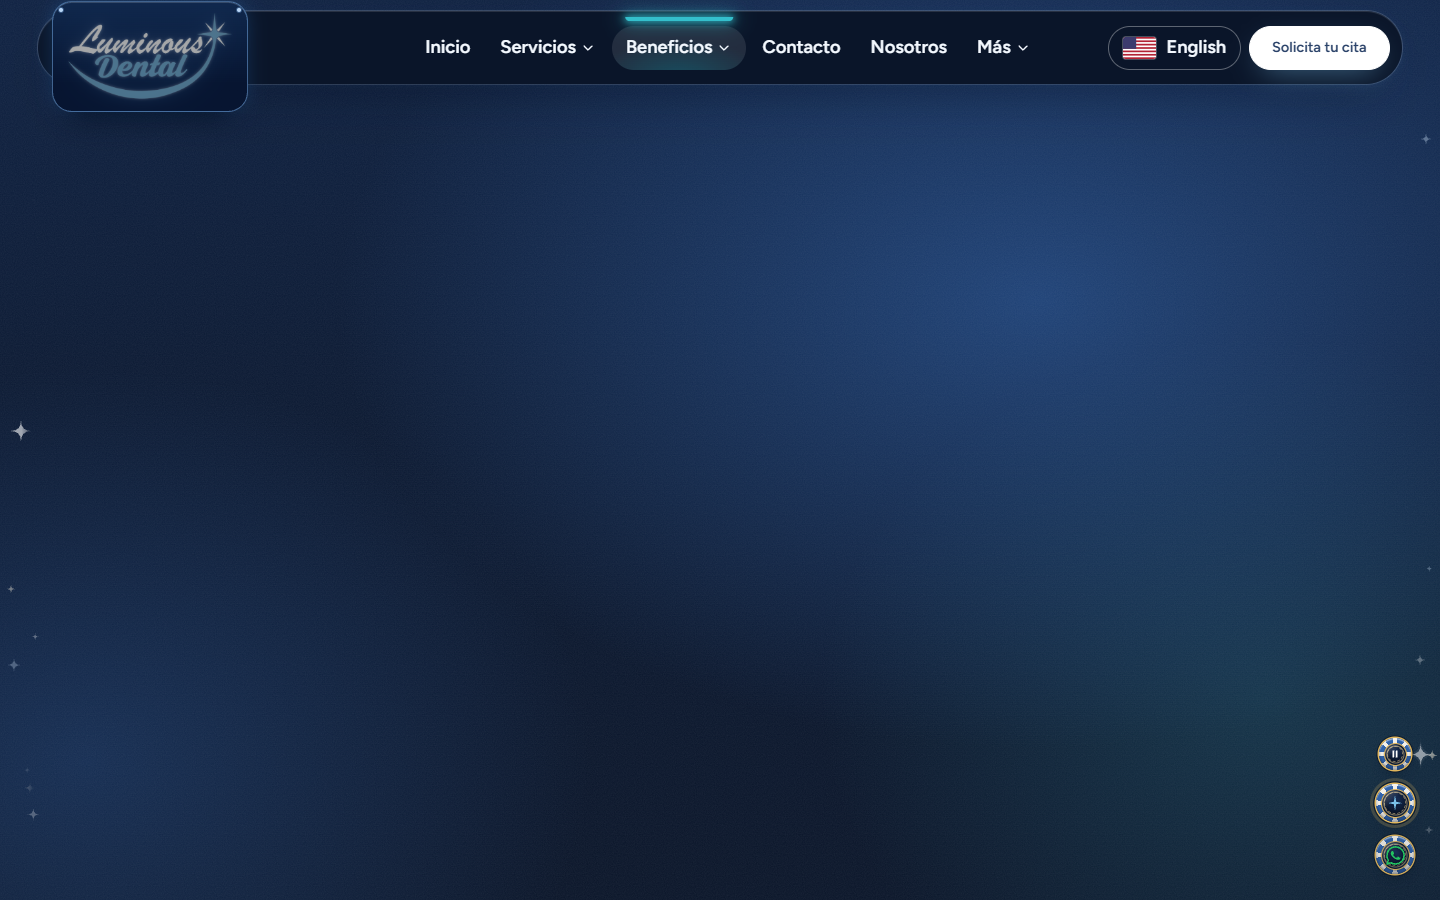 Luminous
Dental
Inicio
Servicios
Beneficios
Contacto
Nosotros
Más
English
Solicita tu cita